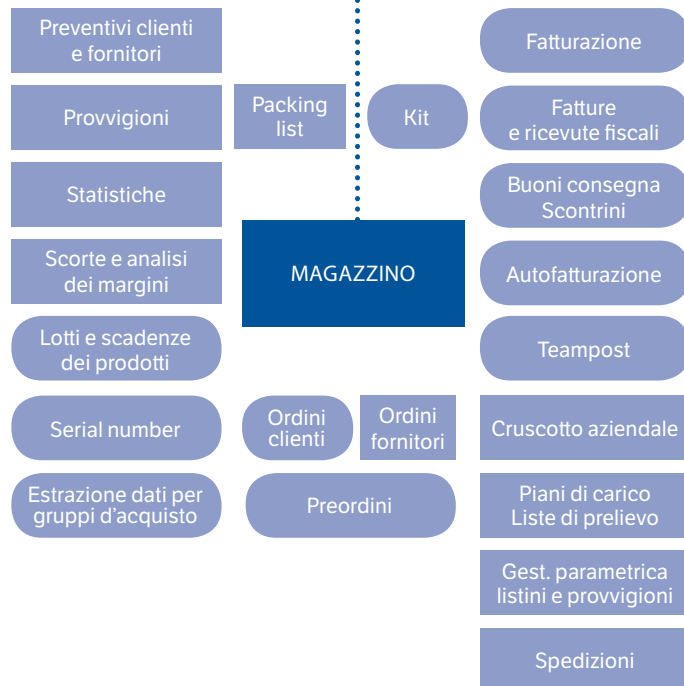 Preventivi clienti
e fornitori
Provvigioni
Statistiche
Scorte e analisi
dei margini
Lotti e scadenze
dei prodotti
Serial number
Estrazione dati per
gruppi d'acquisto
Packing
list
Kit
MAGAZZINO
Ordini
clienti
Ordini
fornitori
Preordini
Fatturazione
Fatture
e ricevute fiscali
Buoni consegna
Scontrini
Autofatturazione
Teampost
Cruscotto aziendale
Piani di carico
Liste di prelievo
Gest. parametrica
listini e provvigioni
Spedizioni